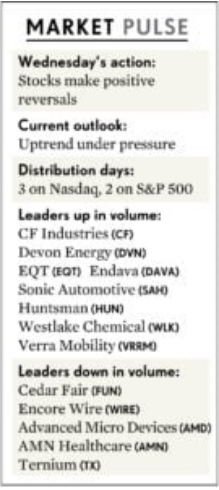 MARKET PULSE
Wednesday's action:
Stocks make positive
reversals
Current outlook:
Uptrend under pressure
Distribution days:
3 on Nasdaq, 2 on S&P 500
Leaders up in volume:
CF Industries (CF)
Devon Energy (DVN)
EQT (EQT) Endava (DAVA)
Sonic Automotive (SAH)
Huntsman (HUN)
Westlake Chemical (WLK)
Verra Mobility (VRRM)
Leaders down in volume:
Cedar Fair (FUN)
Encore Wire (WIRE)
Advanced Micro Devices (AMD)
AMN Healthcare (AMN)
Ternium (TX)